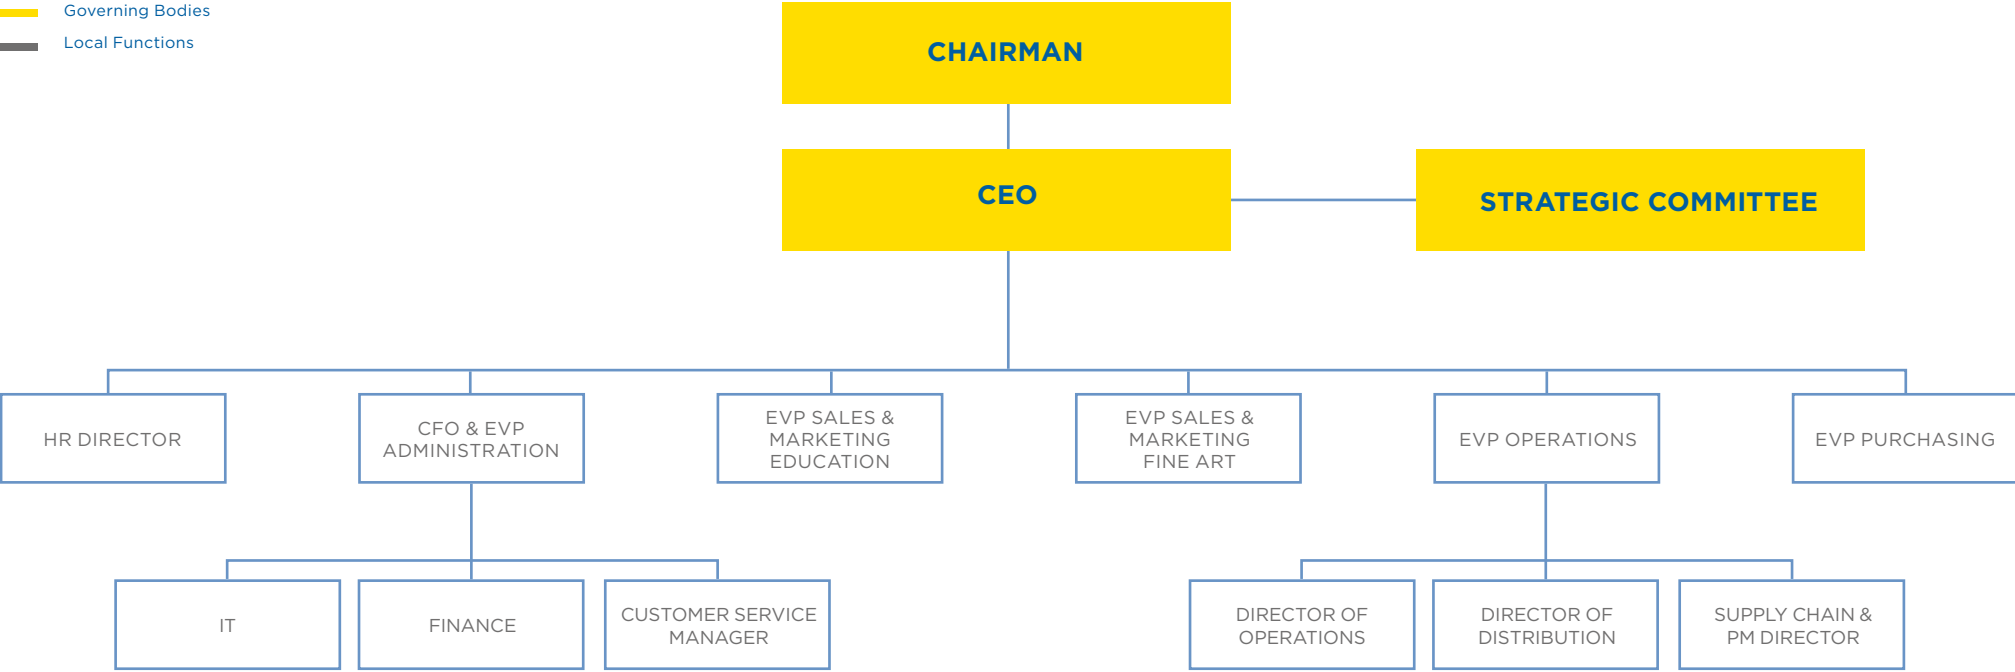 Governing Bodies
Local Functions
CHAIRMAN
CEO
STRATEGIC COMMITTEE
HR DIRECTOR
CFO & EVP
ADMINISTRATION
EVP SALES &
MARKETING
EDUCATION
EVP SALES &
MARKETING
FINE ART
EVP OPERATIONS
EVP PURCHASING
IT
FINANCE
CUSTOMER SERVICE
MANAGER
DIRECTOR OF
OPERATIONS
DIRECTOR OF
DISTRIBUTION
SUPPLY CHAIN &
PM DIRECTOR